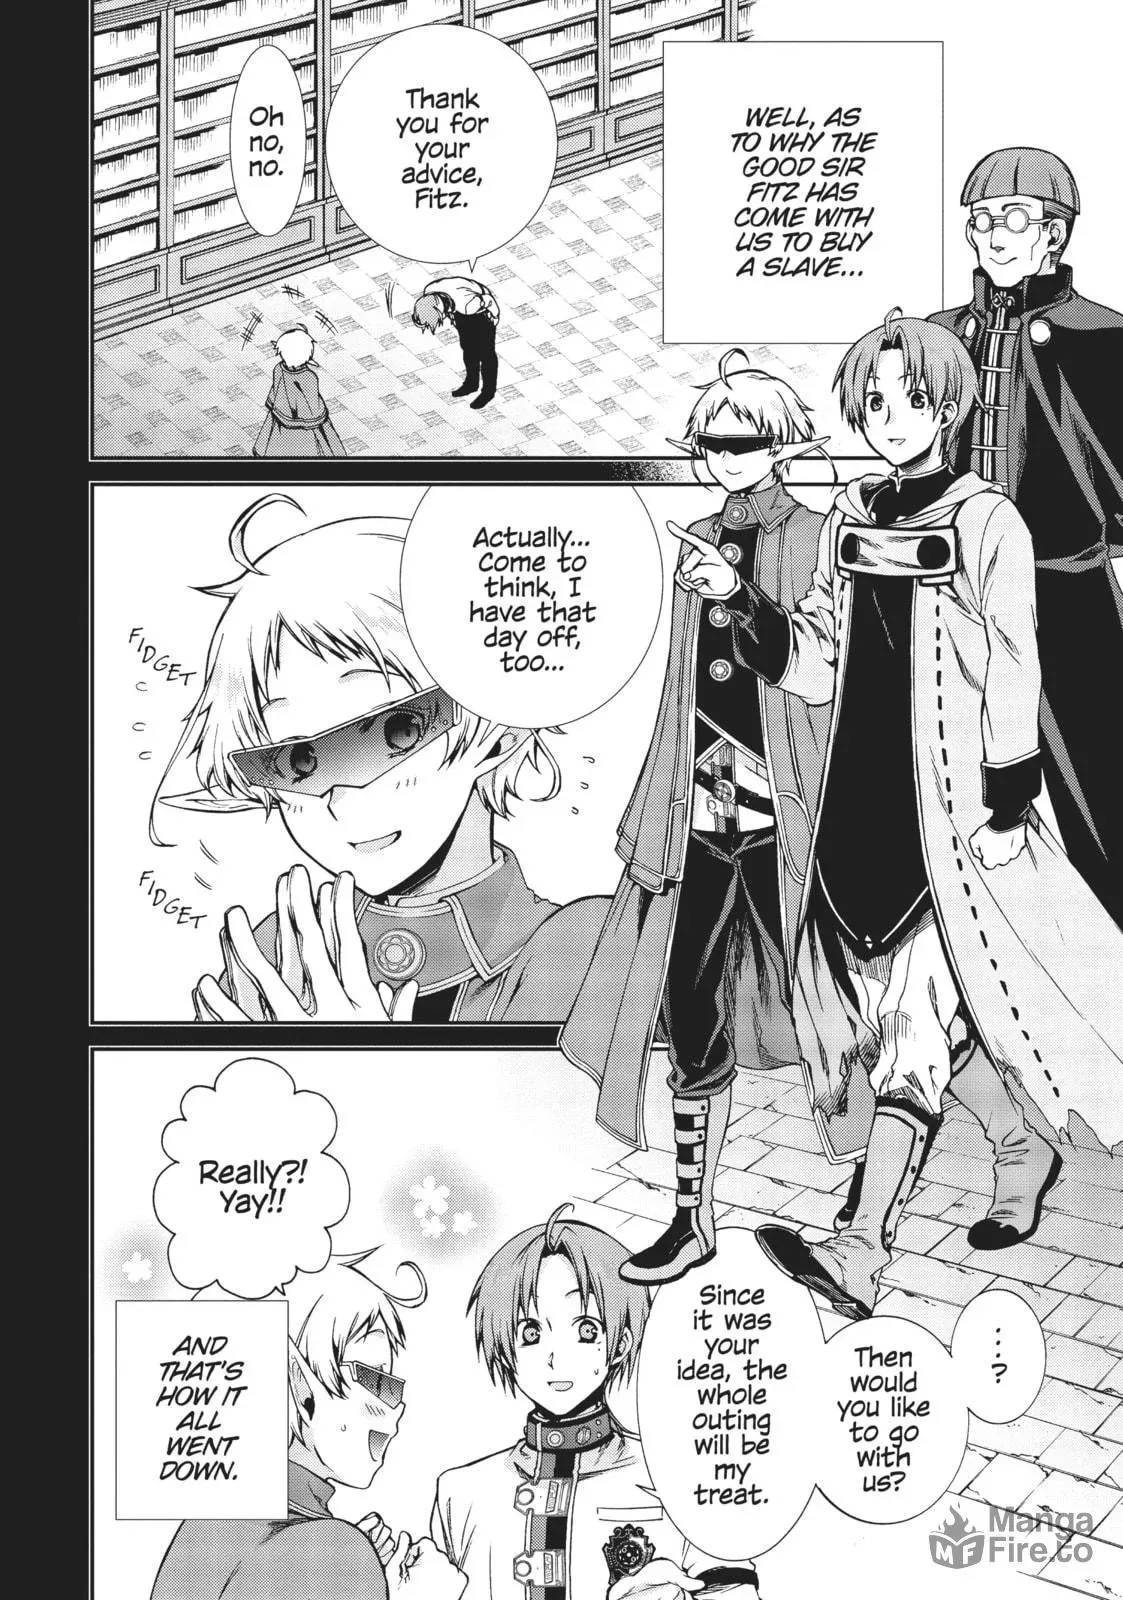 WELL, AS
TO WHY THE
GOOD SIR
FITZ HAS
COME WITH
US TO BUY
A SLAVE...
Thank
you for
your
advice,
Fitz.
Oh
no,
no.
Actually...
Come to
think, I
have that
day off,
too...
FIDGET
FIDGET
...?
Then
would
you like
to go
with
us?
Since
it was
your
idea, the
whole
outing
will be
my
treat.
Really?!
Yay!!
AND
THAT'S
HOW IT
ALL
WENT
DOWN.
MF
Manga
Fire.co